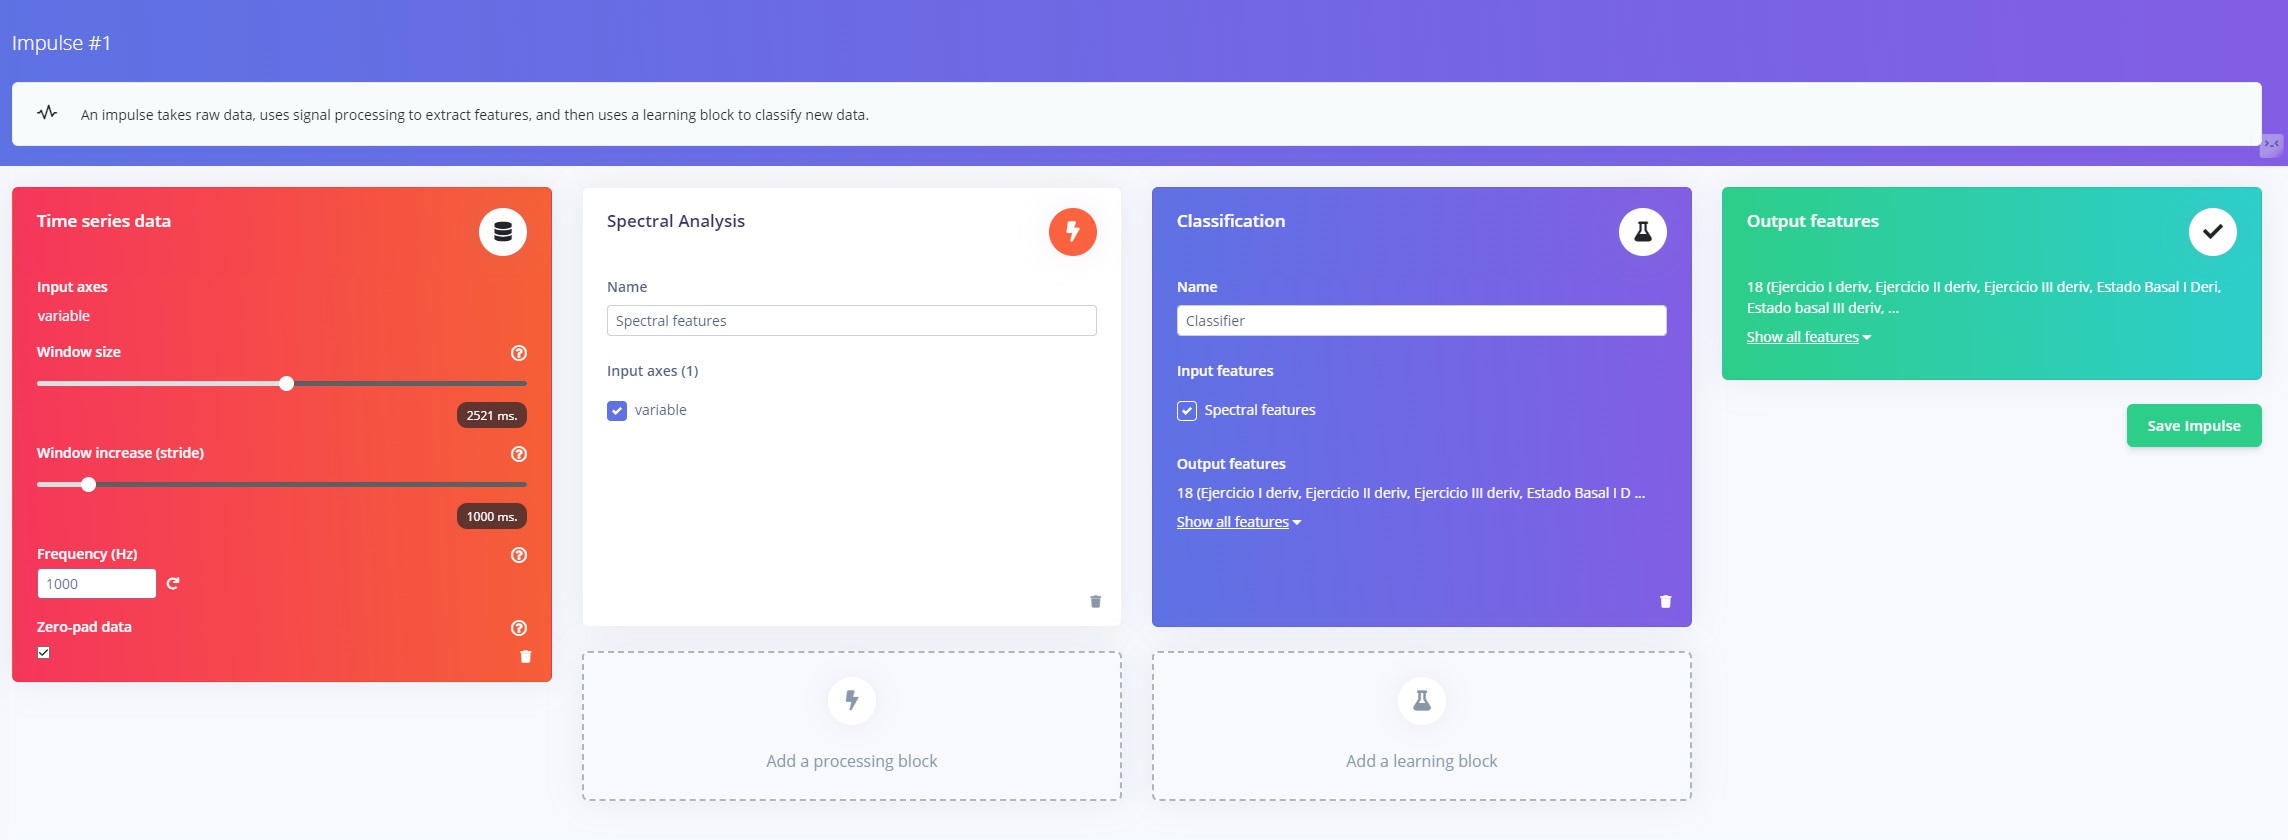 Impulse #1
An impulse takes raw data, uses signal processing to extract features, and then uses a learning block to classify new data.
Time series data
Input axes
variable
Window size
2521 ms.
Window increase (stride)
1000 ms.
Frequency (Hz)
1000
Zero-pad data
Spectral Analysis
Name
Spectral features
Input axes (1)
variable
Add a processing block
Classification
Name
Classifier
Input features
Spectral features
Output features
18 (Ejercicio I deriv, Ejercicio II deriv, Ejercicio III deriv, Estado Basal I D ...
Show all features
Add a learning block
Output features
18 (Ejercicio I deriv, Ejercicio II deriv, Ejercicio III deriv, Estado Basal I Deri,
Estado basal III deriv, ...
Show all features
Save Impulse